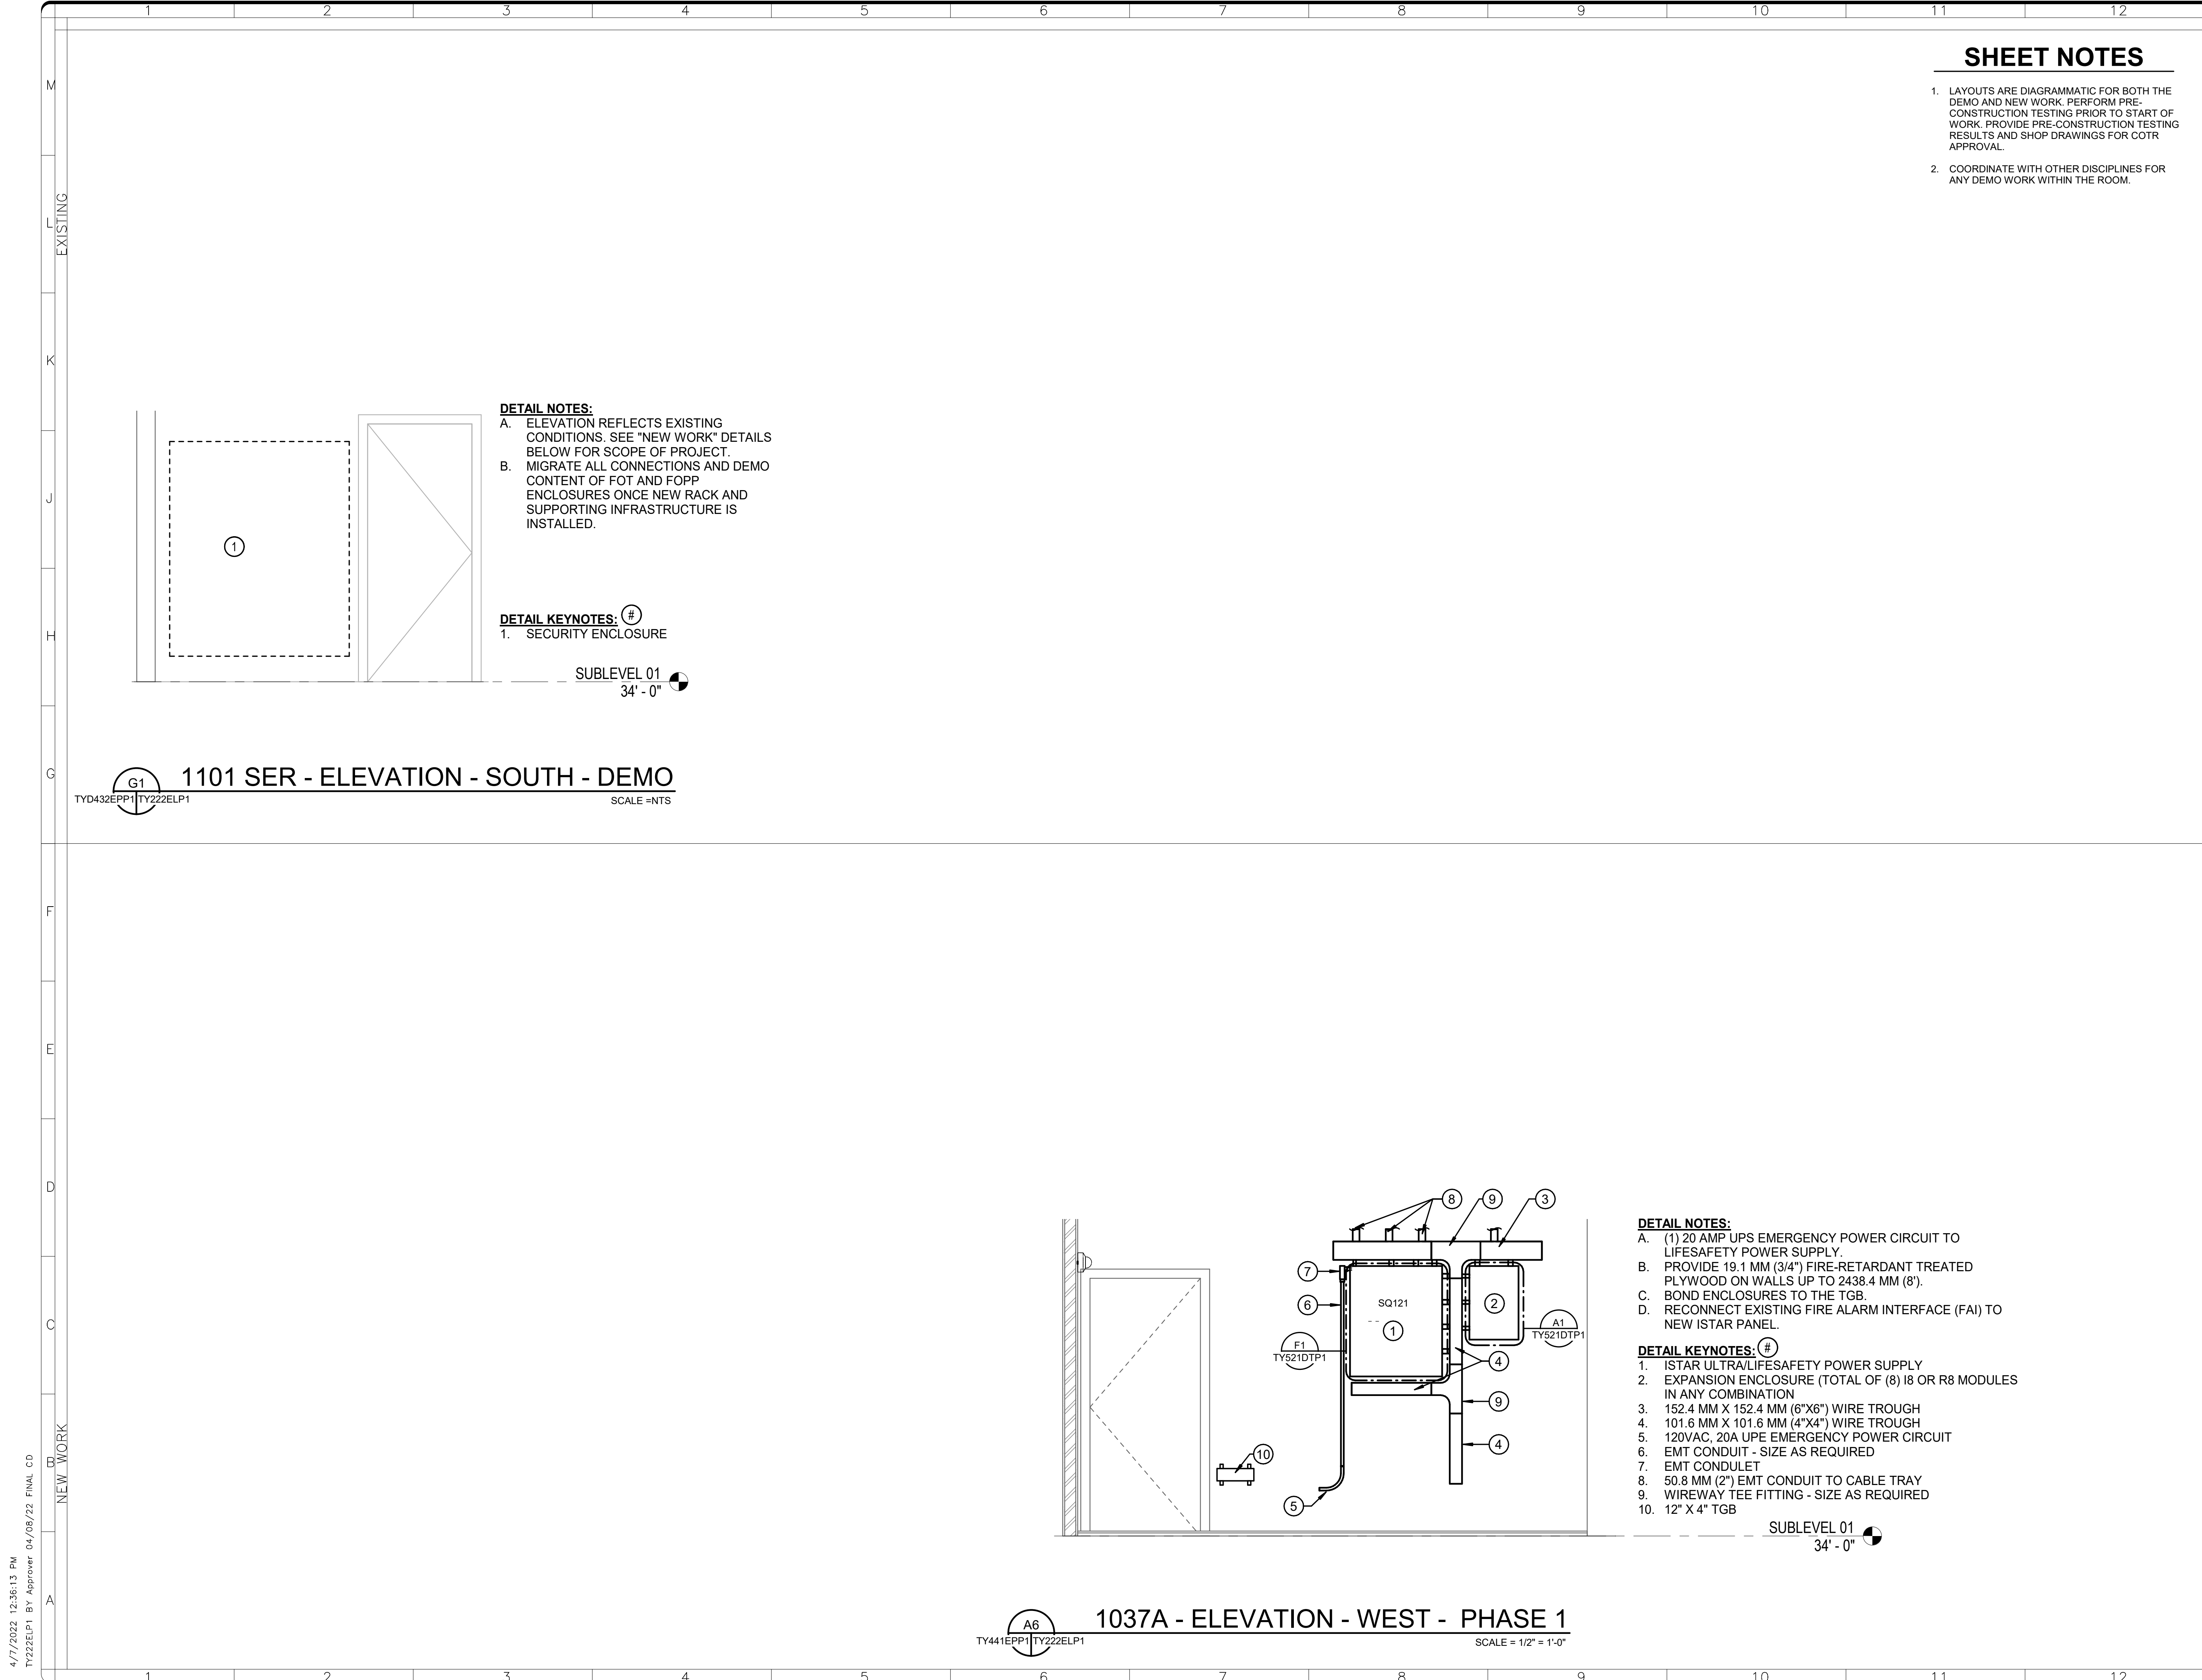 1 2 3 4 5 6 7 8 9 10 11 12
SHEET NOTES
1. LAYOUTS ARE DIAGRAMMATIC FOR BOTH THE
DEMO AND NEW WORK. PERFORM PRE-
CONSTRUCTION TESTING PRIOR TO START OF
WORK. PROVIDE PRE-CONSTRUCTION TESTING
RESULTS AND SHOP DRAWINGS FOR COTR
APPROVAL.
2. COORDINATE WITH OTHER DISCIPLINES FOR
ANY DEMO WORK WITHIN THE ROOM.
M
L
EXISTING
K
J
H
G
1
DETAIL NOTES:
A. ELEVATION REFLECTS EXISTING
CONDITIONS. SEE "NEW WORK" DETAILS
BELOW FOR SCOPE OF PROJECT.
B. MIGRATE ALL CONNECTIONS AND DEMO
CONTENT OF FOT AND FOPP
ENCLOSURES ONCE NEW RACK AND
SUPPORTING INFRASTRUCTURE IS
INSTALLED.
DETAIL KEYNOTES: #
1. SECURITY ENCLOSURE
SUBLEVEL 01
34' - 0"
G1
TYD432EPP1 TY222ELP1
1101 SER - ELEVATION - SOUTH - DEMO
SCALE =NTS
F
E
D
C
B
NEW WORK
A
8 9 3
7
6
SQ121
1
2
F1
TY521DTP1
A1
TY521DTP1
4
9
4
10
5
DETAIL NOTES:
A. (1) 20 AMP UPS EMERGENCY POWER CIRCUIT TO
LIFESAFETY POWER SUPPLY.
B. PROVIDE 19.1 MM (3/4") FIRE-RETARDANT TREATED
PLYWOOD ON WALLS UP TO 2438.4 MM (8').
C. BOND ENCLOSURES TO THE TGB.
D. RECONNECT EXISTING FIRE ALARM INTERFACE (FAI) TO
NEW ISTAR PANEL.
DETAIL KEYNOTES: #
1. ISTAR ULTRA/LIFESAFETY POWER SUPPLY
2. EXPANSION ENCLOSURE (TOTAL OF (8) I8 OR R8 MODULES
IN ANY COMBINATION
3. 152.4 MM X 152.4 MM (6"X6") WIRE TROUGH
4. 101.6 MM X 101.6 MM (4"X4") WIRE TROUGH
5. 120VAC, 20A UPE EMERGENCY POWER CIRCUIT
6. EMT CONDUIT - SIZE AS REQUIRED
7. EMT CONDULET
8. 50.8 MM (2") EMT CONDUIT TO CABLE TRAY
9. WIREWAY TEE FITTING - SIZE AS REQUIRED
10. 12" X 4" TGB
SUBLEVEL 01
34' - 0"
A6
TY441EPP1 TY222ELP1
1037A - ELEVATION - WEST - PHASE 1
SCALE = 1/2" = 1'-0"
4/7/2022 12:36:13 PM
TY222ELP1 BY Approver 04/08/22 FINAL CD
1 2 3 4 5 6 7 8 9 10 11 12